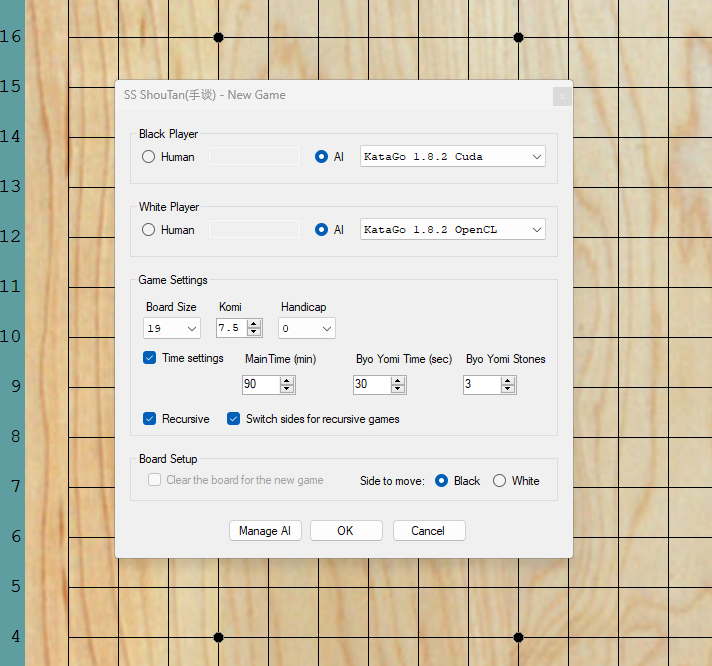 16
SS ShouTan(手谈) - New Game
x
15
Black Player
14
Human
AI
KataGo 1.8.2 Cuda
13
White Player
12
Human
AI
KataGo 1.8.2 OpenCL
11
Game Settings
Board Size Komi Handicap
10
19 7.5 0
Time settings MainTime (min) Byo Yomi Time (sec) Byo Yomi Stones
9
90 30 3
Recursive Switch sides for recursive games
8
Board Setup
7
Clear the board for the new game Side to move: Black White
6
Manage AI OK Cancel
5
4